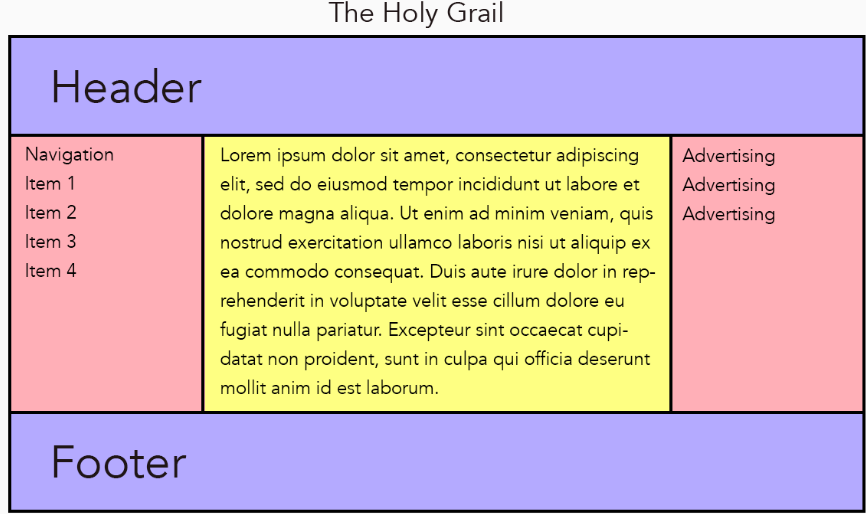 The Holy Grail
Header
Navigation
Item 1
Item 2
Item 3
Item 4
Lorem ipsum dolor sit amet, consectetur adipiscing
elit, sed do eiusmod tempor incididunt ut labore et
dolore magna aliqua. Ut enim ad minim veniam, quis
nostrud exercitation ullamco laboris nisi ut aliquip ex
ea commodo consequat. Duis aute irure dolor in rep-
rehenderit in voluptate velit esse cillum dolore eu
fugiat nulla pariatur. Excepteur sint occaecat cupi-
datat non proident, sunt in culpa qui officia deserunt
mollit anim id est laborum.
Advertising
Advertising
Advertising
Footer